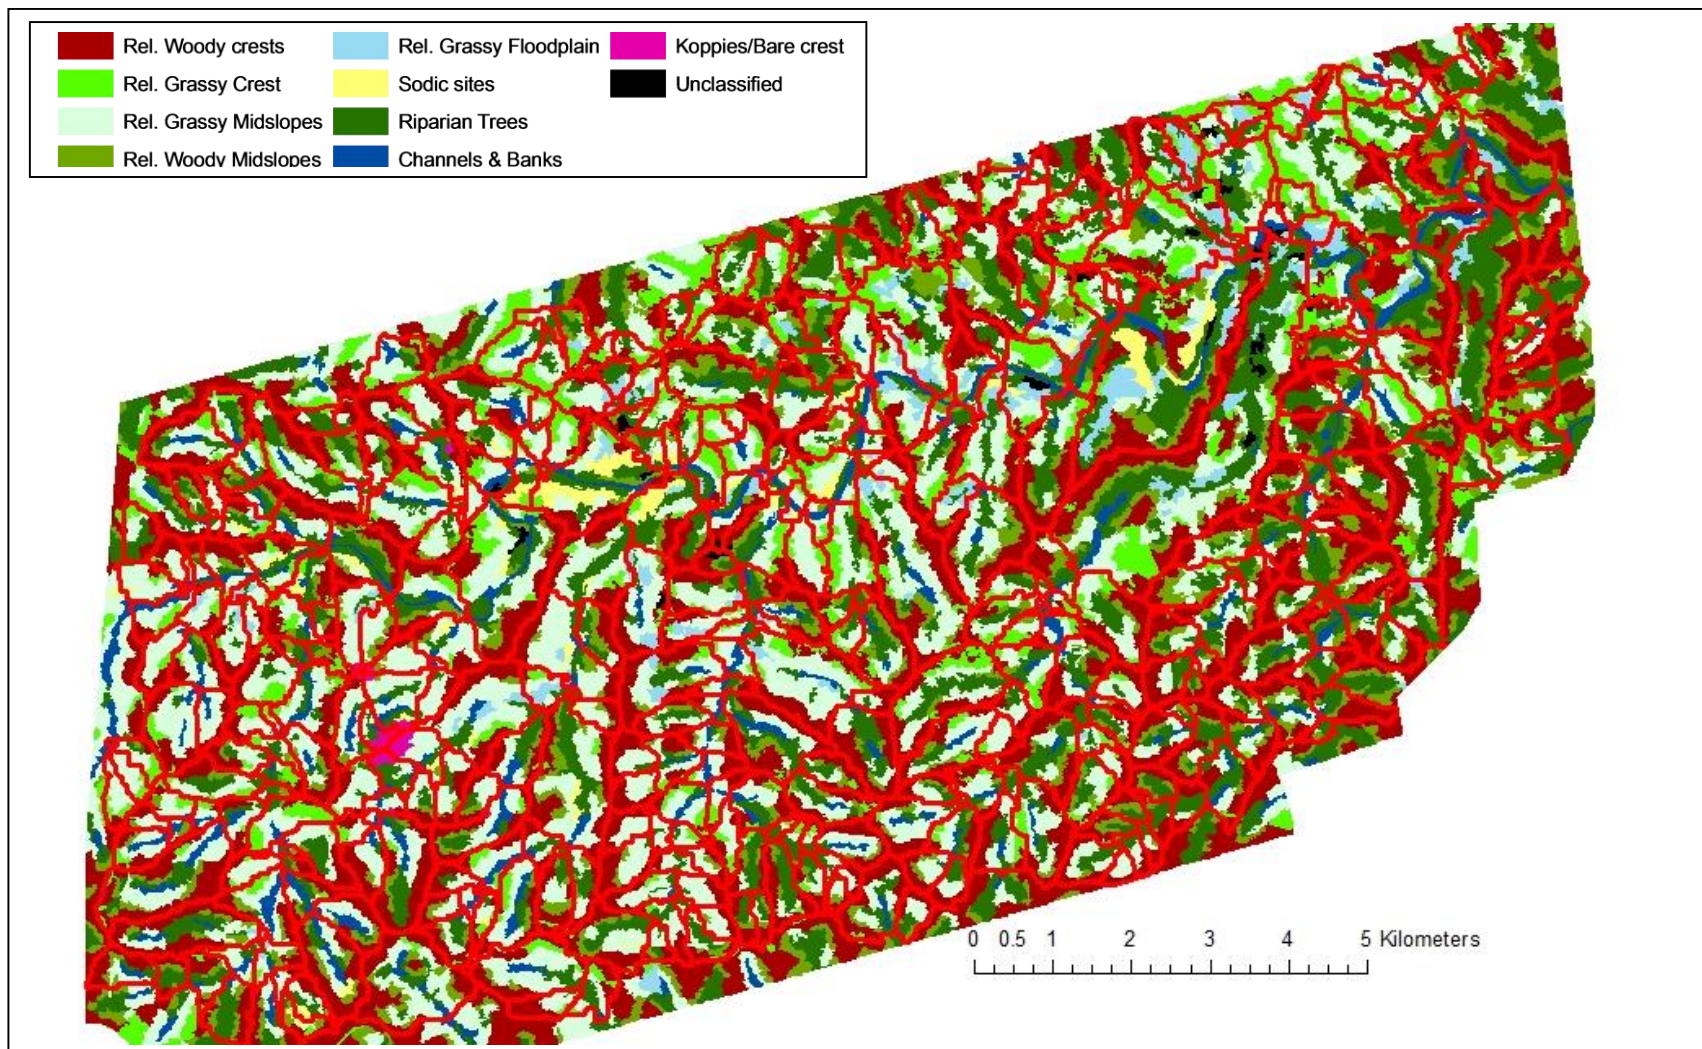 Rel. Woody crests
Rel. Grassy Crest
Rel. Grassy Midslopes
Rel. Woody Midslopes
Rel. Grassy Floodplain
Sodic sites
Riparian Trees
Channels & Banks
Koppies/Bare crest
Unclassified
0 0.5 1 2 3 4 5 Kilometers